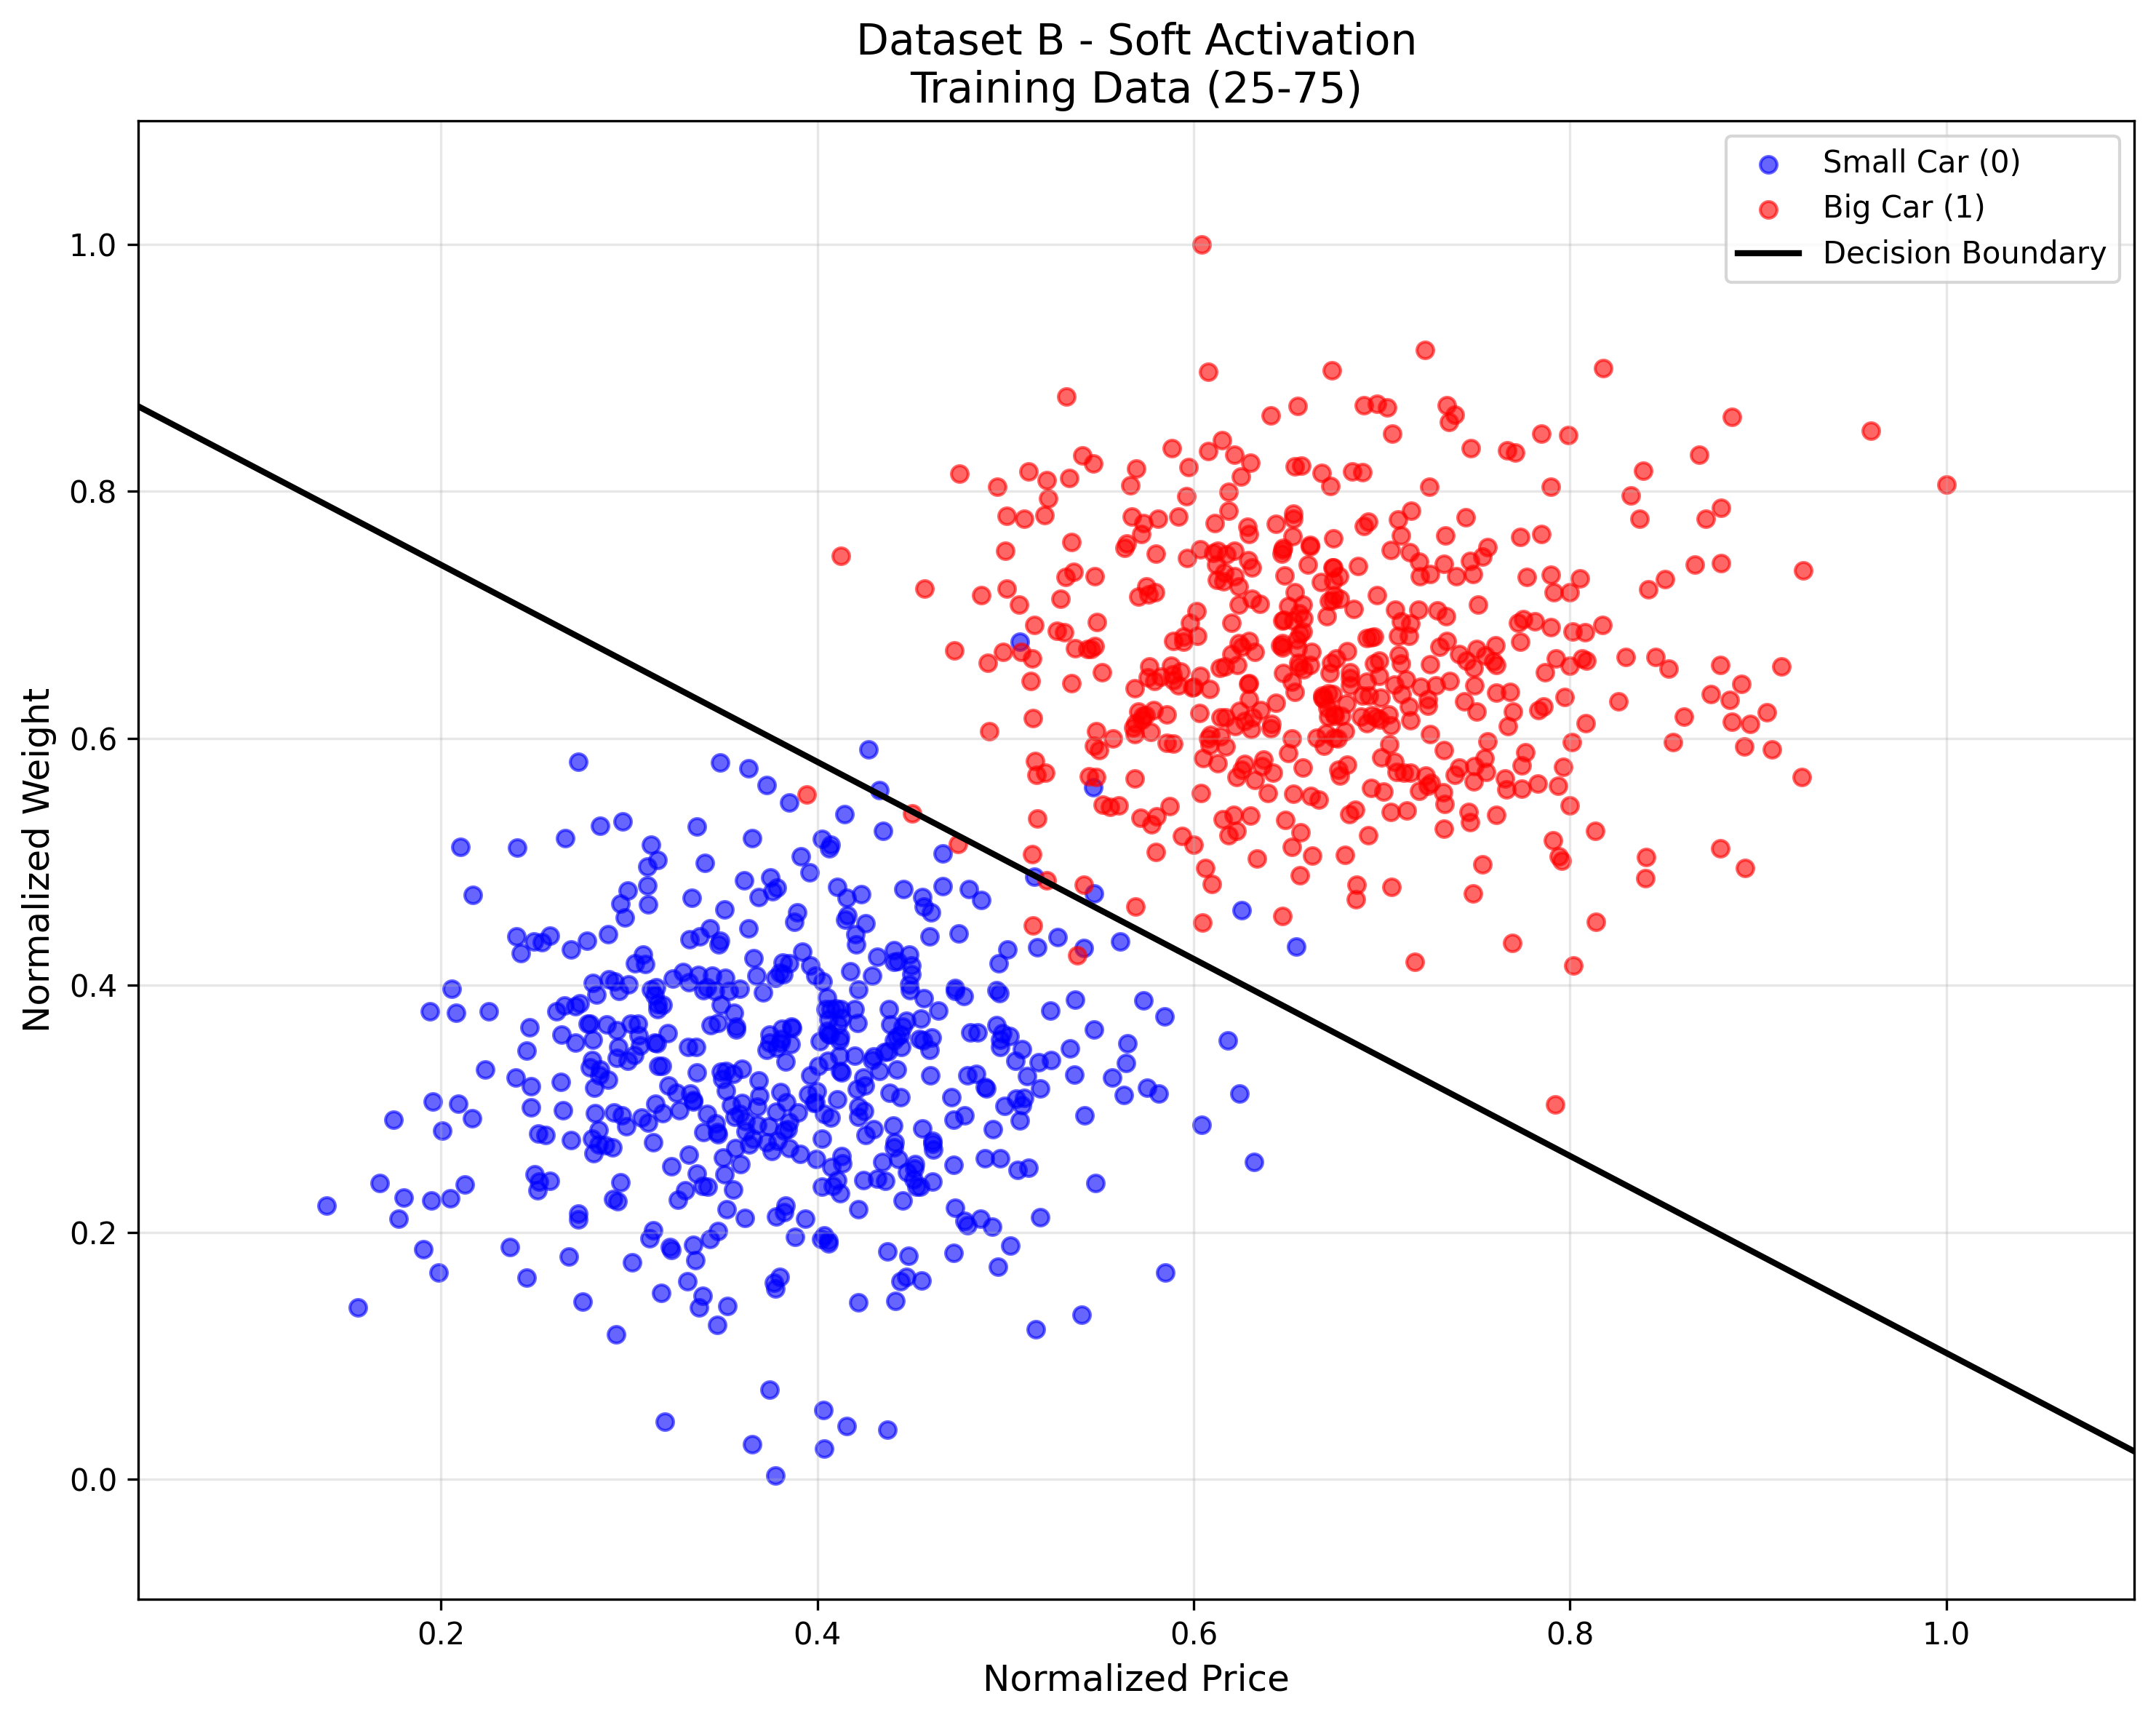 Dataset B - Soft Activation
Training Data (25-75)
Small Car (0)
Big Car (1)
Decision Boundary
Normalized Weight
1.0
0.8
0.6
0.4
0.2
0.0
0.2
0.4
0.6
0.8
1.0
Normalized Price